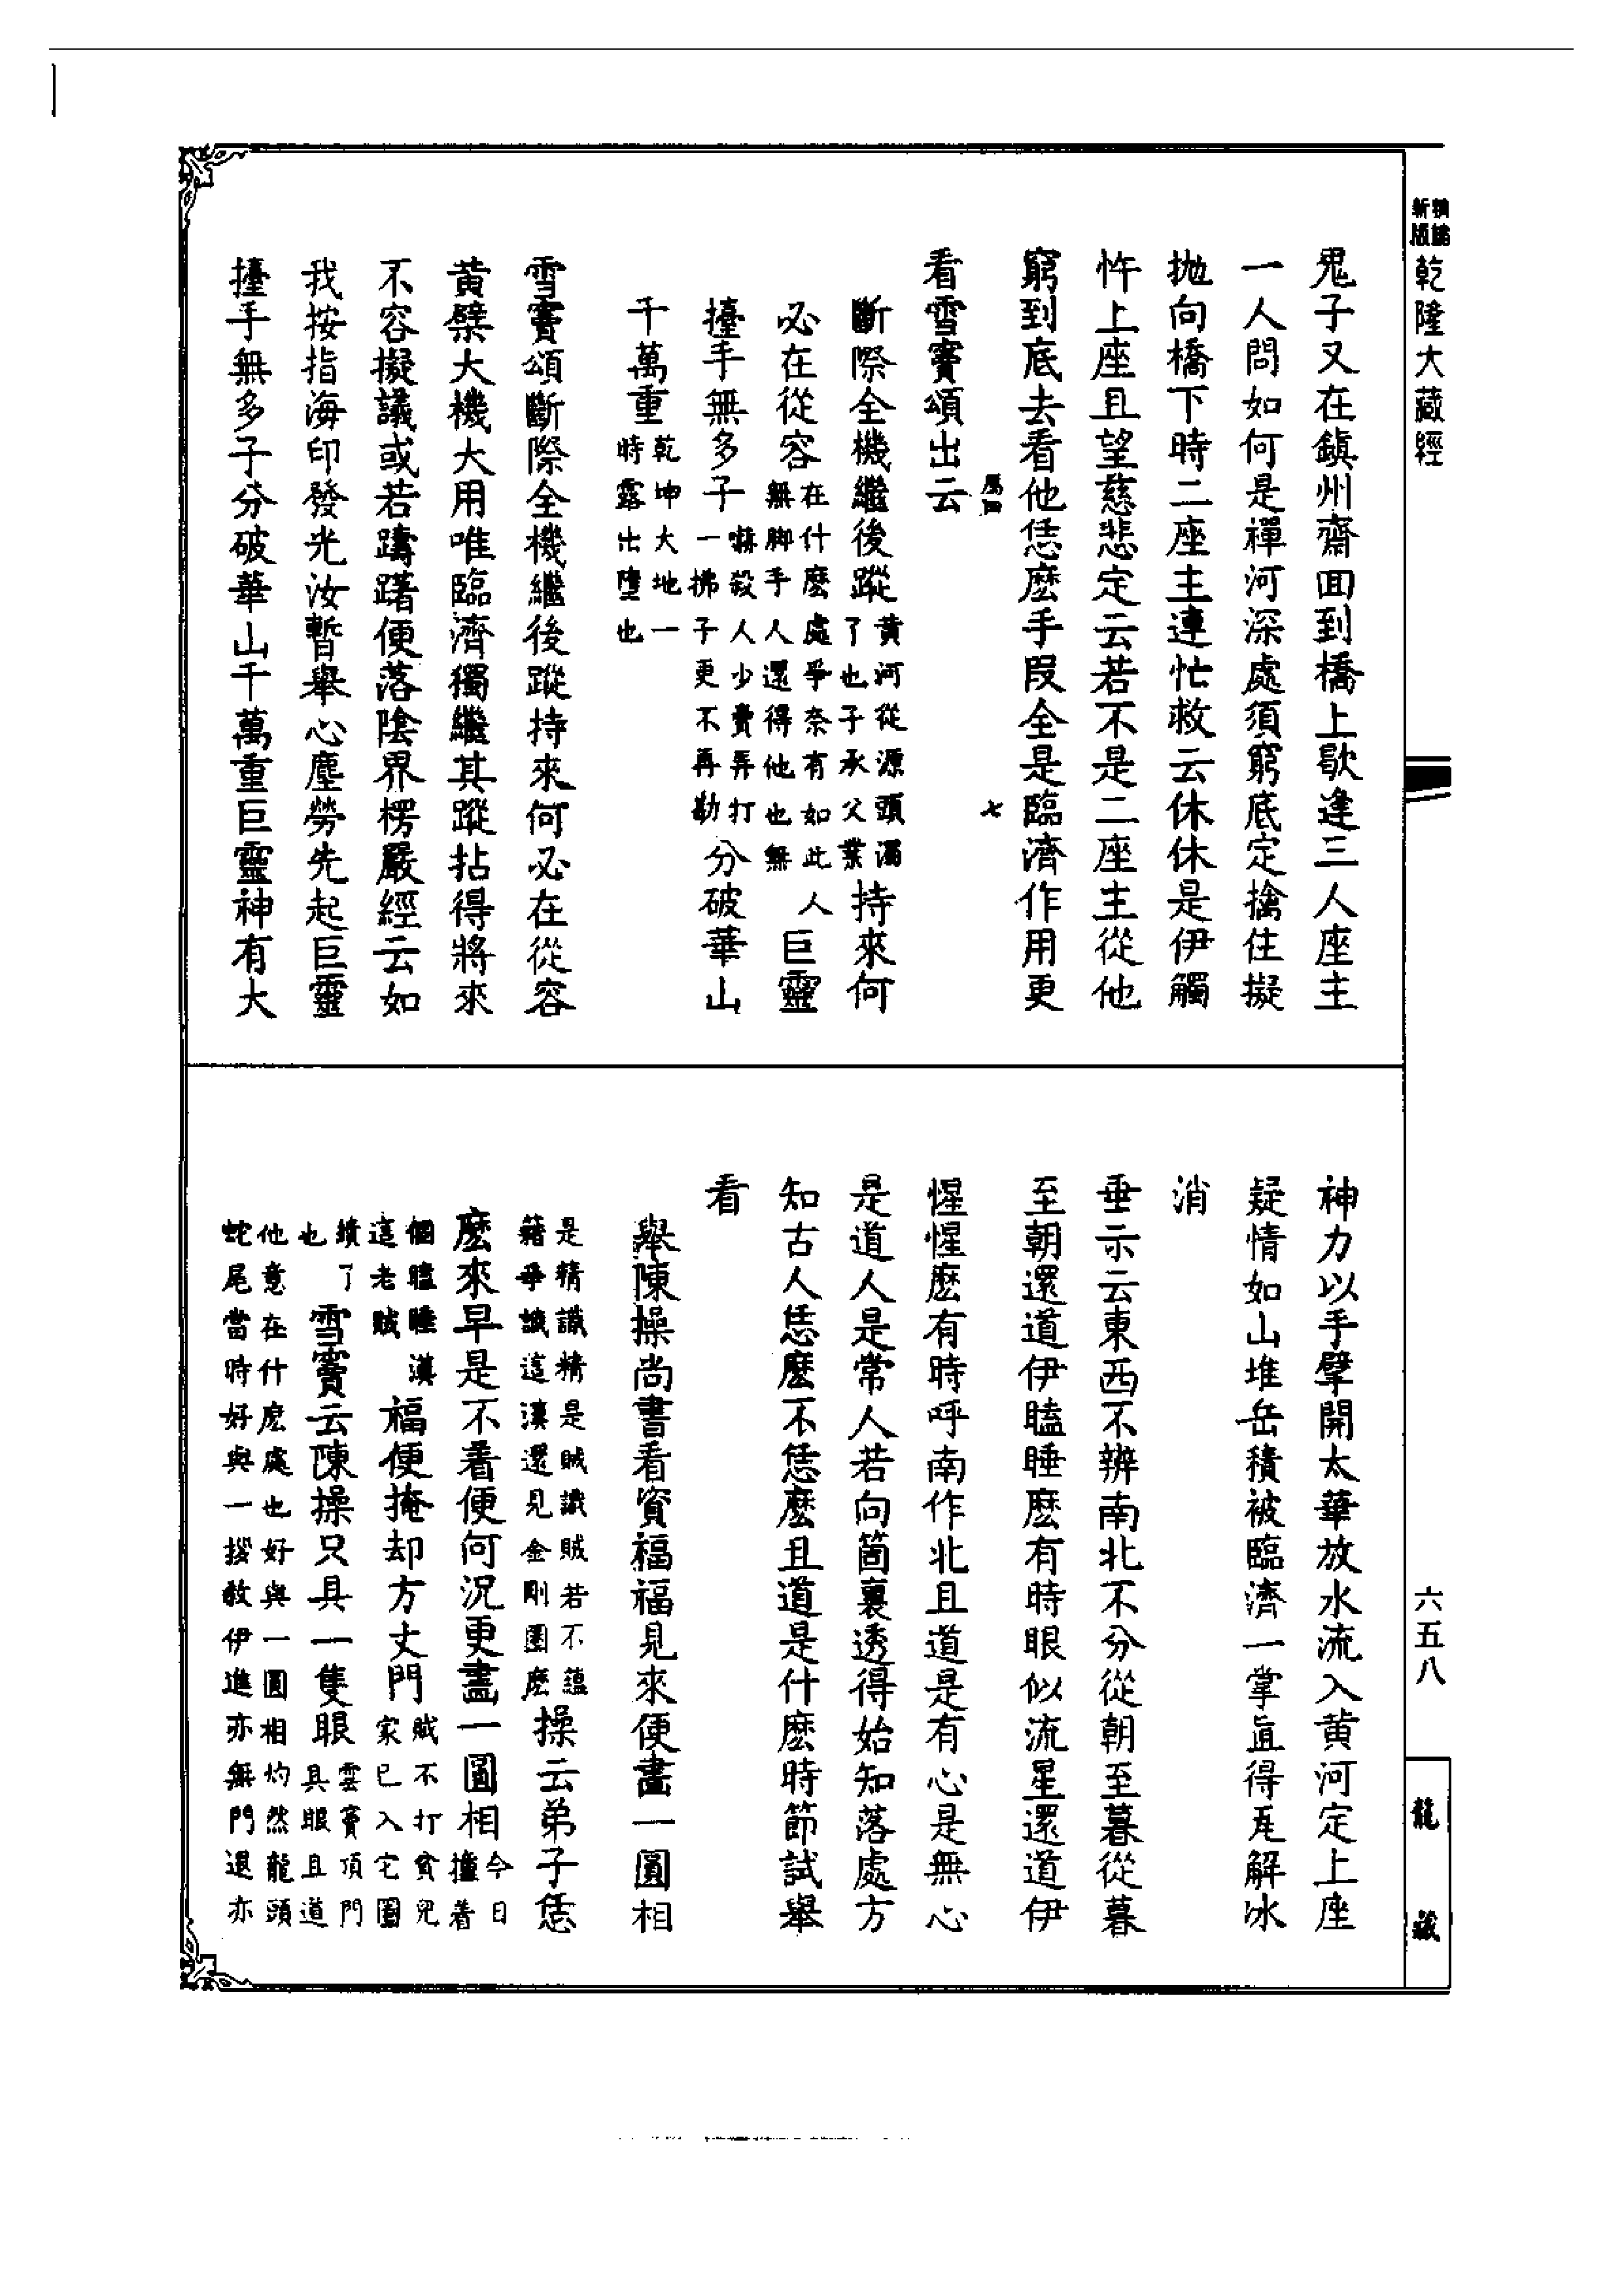 精編
新版
乾隆大藏經
六五八
龍藏
鬼子又在鎮州齋回到橋上歇逢三人座主
一人問如何是禪河深處須窮底定擒住擬
抛向橋下時二座主連忙救云休休是伊觸
忤上座且望慈悲定云若不是二座主從他
窮到底去看他恁麽手段全是臨濟作用更
七
看雪竇頌出云
斷際全機繼後蹤
黃河從源頭濁
了也子承父業
持來何
必在從容
在什麽處爭奈有如此人
無脚手人還得他也無
巨靈
擡手無多子
嚇殺人少賣弄打
一拂子更不再勘
分破華山
千萬重
乾坤大地一
時露出墮也
雪竇頌斷際全機繼後蹤持來何必在從容
黃檗大機大用唯臨濟獨繼其蹤拈得將來
不容擬議或若躊躇便落陰界楞嚴經云如
我按指海印發光汝暫舉心塵勞先起巨靈
擡手無多子分破華山千萬重巨靈神有大
神力以手擘開太華放水流入黃河定上座
疑情如山堆岳積被臨濟一掌直得瓦解冰
消
垂示云東西不辨南北不分從朝至暮從暮
至朝還道伊瞌睡麽有時眼似流星還道伊
惺惺麽有時呼南作北且道是有心是無心
是道人是常人若向箇裏透得始知落處方
知古人恁麽不恁麽且道是什麽時節試舉
看
舉陳操尚書看資福福見來便畫一圓相
是精識精是賊識賊若不蘊
藉爭識這漢還見金剛圈麽
操云弟子恁
麽來早是不着便何況更畫一圓相
今日
撞着
個瞌睡漢
這老賊
福便掩却方丈門
賊不打貧兒
家已入它圈
繢了
也
雪竇云陳操只具一隻眼
雪竇頂門
具眼且道
他意在什麽處也好與一圓相灼然龍頭
蛇尾當時好與一拶教伊進亦無門退亦